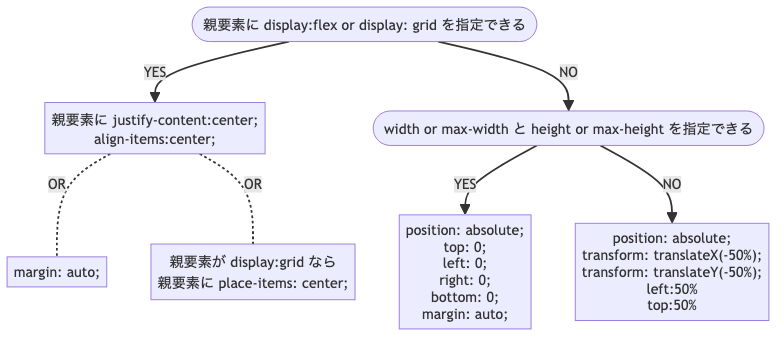 親要素に display:flex or display: grid を指定できる
YES
NO
親要素に justify-content:center;
align-items:center;
width or max-width と height or max-height を指定できる
OR
OR
YES
NO
margin: auto;
親要素が display:grid なら
親要素に place-items: center;
position: absolute;
top: 0;
left: 0;
right: 0;
bottom: 0;
margin: auto;
position: absolute;
transform: translateX(-50%);
transform: translateY(-50%);
left:50%
top:50%